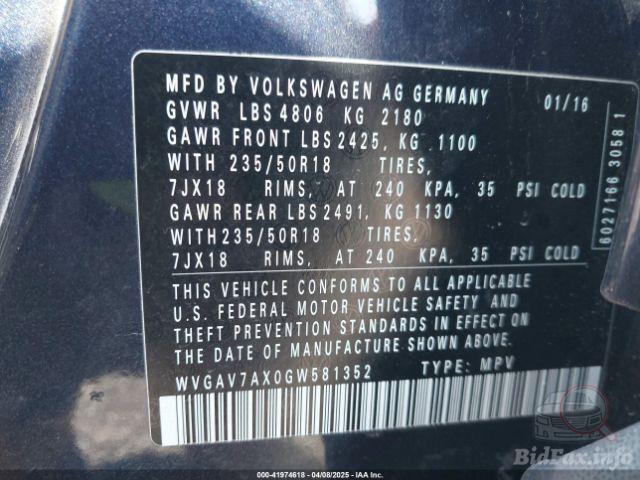 MFD BY VOLKSWAGEN AG GERMANY 01/16
GVWR LBS 4806 KG 2180
GAWR FRONT LBS 2425, KG 1100
WITH 235/50R18 TIRES,
7JX18 RIMS, AT 240 KPA, 35 PSI COLD
GAWR REAR LBS 2491, KG 1130
WITH 235/50R18 TIRES,
7JX18 RIMS, AT 240 KPA, 35 PSI COLD
THIS VEHICLE CONFORMS TO ALL APPLICABLE
U.S. FEDERAL MOTOR VEHICLE SAFETY AND
THEFT PREVENTION STANDARDS IN EFFECT ON
THE DATE OF MANUFACTURE SHOWN ABOVE.
WVGAV7AX0GW581352 TYPE: MPV
6027166 3058 1
000-41974618 | 04/08/2025 - IAA Inc.
BidFax.info